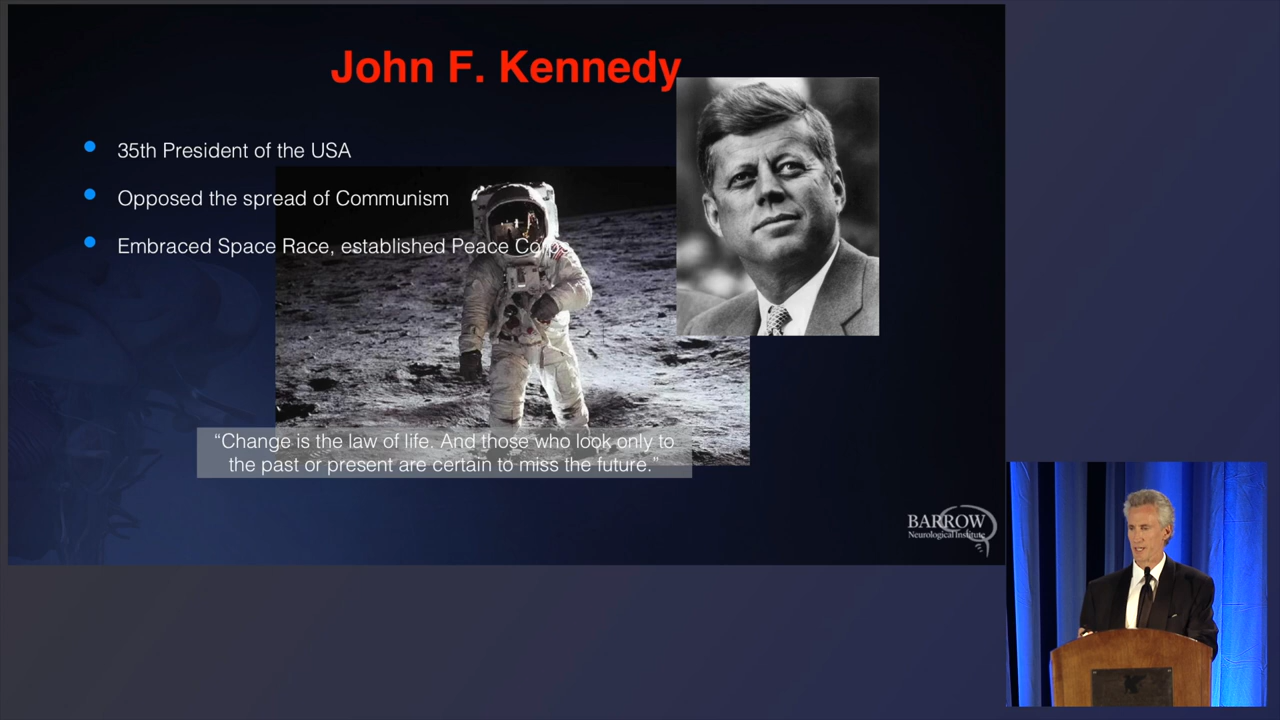 John F. Kennedy
35th President of the USA
Opposed the spread of Communism
Embraced Space Race, established Peace Corps
“Change is the law of life. And those who look only to
the past or present are certain to miss the future.”
BARROW
Neurological Institute